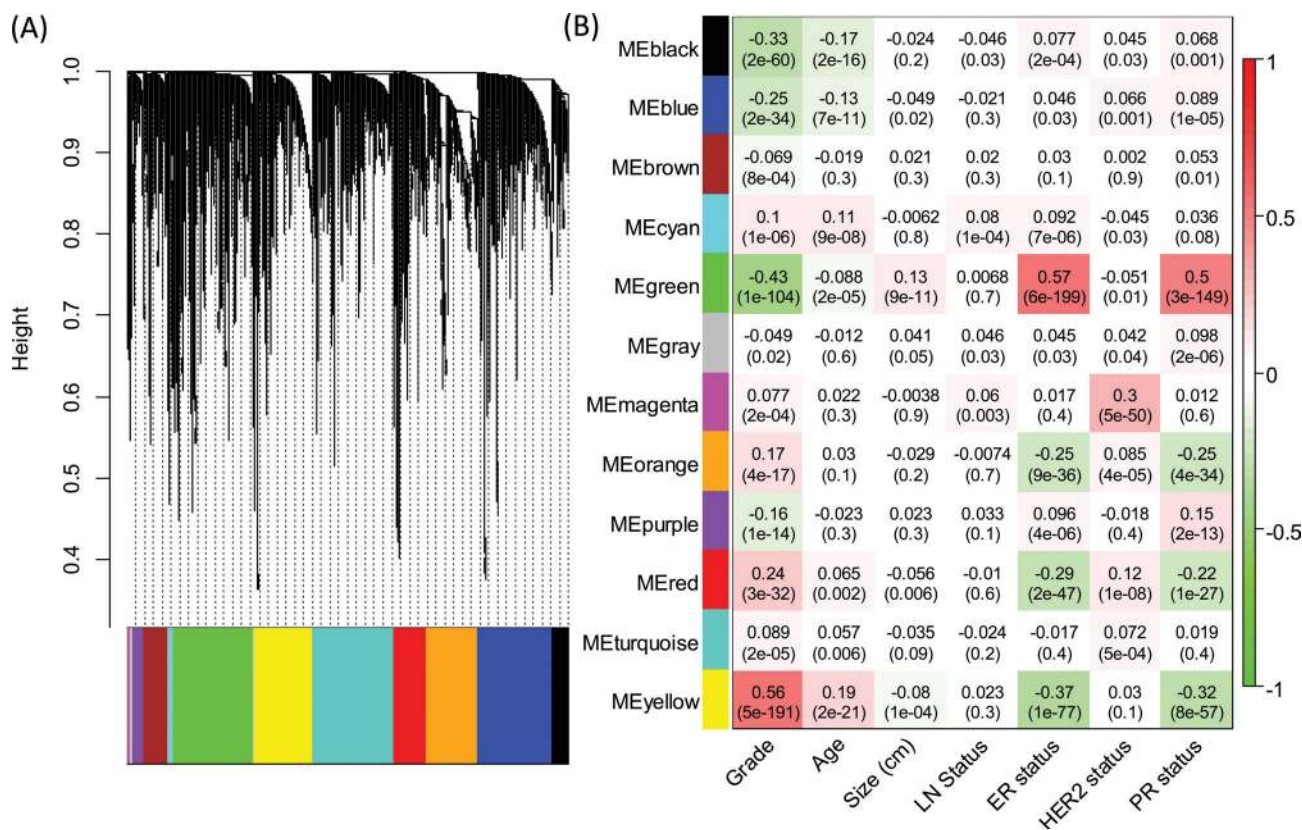 (A)
Height
1.0
0.9
0.8
0.7
0.6
0.5
0.4
(B)
MEblack -0.33 -0.17 -0.024 -0.046 0.077 0.045 0.068
(2e-60) (2e-16) (0.2) (0.03) (2e-04) (0.03) (0.001)
MEblue -0.25 -0.13 -0.049 -0.021 0.046 0.066 0.089
(2e-34) (7e-11) (0.02) (0.3) (0.03) (0.001) (1e-05)
MEbrown -0.069 -0.019 0.021 0.02 0.03 0.002 0.053
(8e-04) (0.3) (0.3) (0.3) (0.1) (0.9) (0.01)
MEcyan 0.1 0.11 -0.0062 0.08 0.092 -0.045 0.036
(1e-06) (9e-08) (0.8) (1e-04) (7e-06) (0.03) (0.08)
MEgreen -0.43 -0.088 0.13 0.0068 0.57 -0.051 0.5
(1e-104) (2e-05) (9e-11) (0.7) (6e-199) (0.01) (3e-149)
MEgray -0.049 -0.012 0.041 0.046 0.045 0.042 0.098
(0.02) (0.6) (0.05) (0.03) (0.03) (0.04) (2e-06)
MEmagenta 0.077 0.022 -0.0038 0.06 0.017 0.3 0.012
(2e-04) (0.3) (0.9) (0.003) (0.4) (5e-50) (0.6)
MEorange 0.17 0.03 -0.029 -0.0074 -0.25 0.085 -0.25
(4e-17) (0.1) (0.2) (0.7) (9e-36) (4e-05) (4e-34)
MEpurple -0.16 -0.023 0.023 0.033 0.096 -0.018 0.15
(1e-14) (0.3) (0.3) (0.1) (4e-06) (0.4) (2e-13)
MEred 0.24 0.065 -0.056 -0.01 -0.29 0.12 -0.22
(3e-32) (0.002) (0.006) (0.6) (2e-47) (1e-08) (1e-27)
MEturquoise 0.089 0.057 -0.035 -0.024 -0.017 0.072 0.019
(2e-05) (0.006) (0.09) (0.2) (0.4) (5e-04) (0.4)
MEyellow 0.56 0.19 -0.08 0.023 -0.37 0.03 -0.32
(5e-191) (2e-21) (1e-04) (0.3) (1e-77) (0.1) (8e-57)
Grade Age Size (cm) LN Status ER status HER2 status PR status
1
0.5
0
-0.5
-1